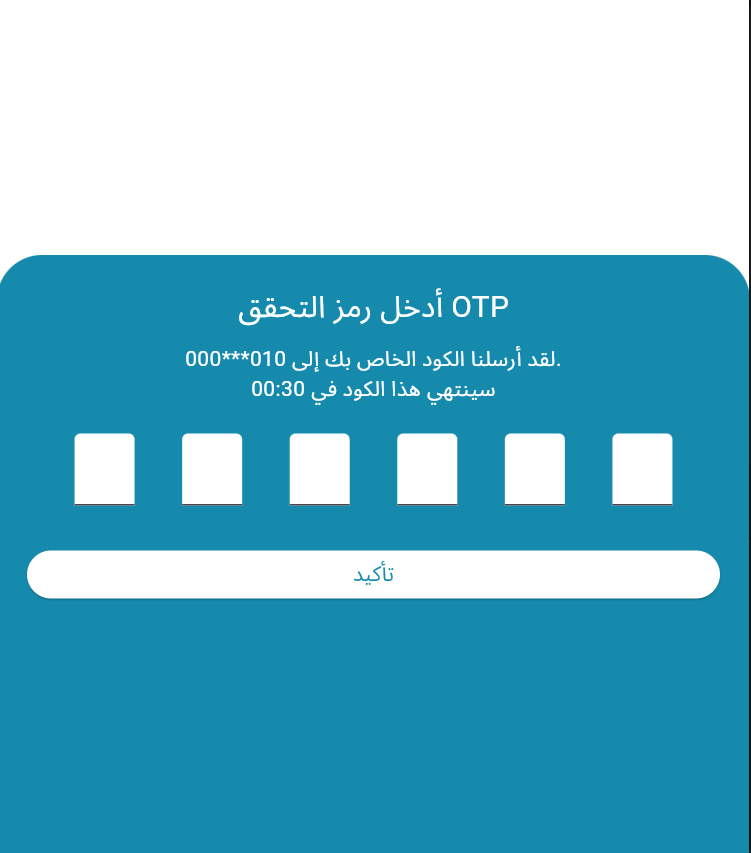 أدخل رمز التحقق OTP
لقد أرسلنا الكود الخاص بك إلى 010***000.
سينتهي هذا الكود في 00:30
تأكيد